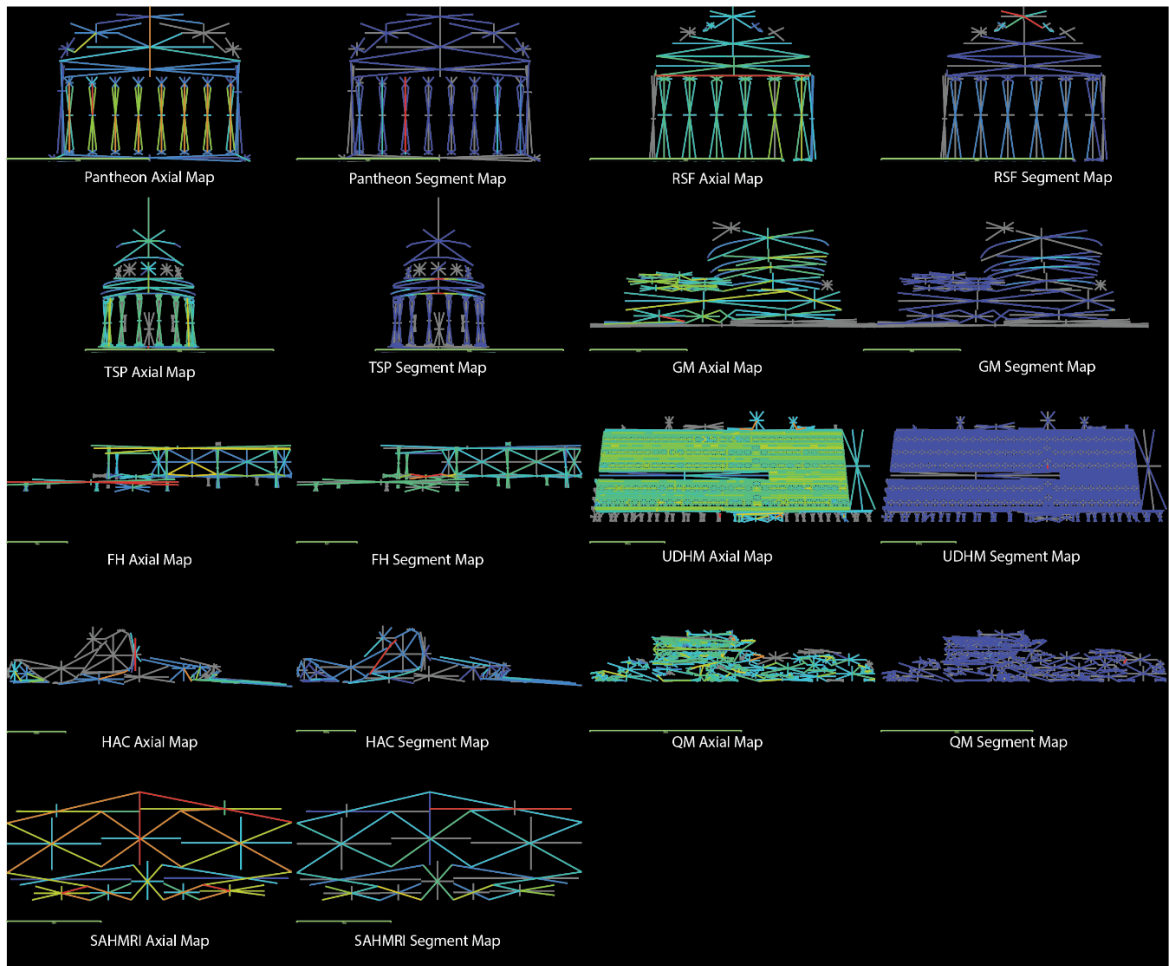 Pantheon Axial Map
Pantheon Segment Map
RSF Axial Map
RSF Segment Map
TSP Axial Map
TSP Segment Map
GM Axial Map
GM Segment Map
FH Axial Map
FH Segment Map
UDHM Axial Map
UDHM Segment Map
HAC Axial Map
HAC Segment Map
QM Axial Map
QM Segment Map
SAHMRI Axial Map
SAHMRI Segment Map